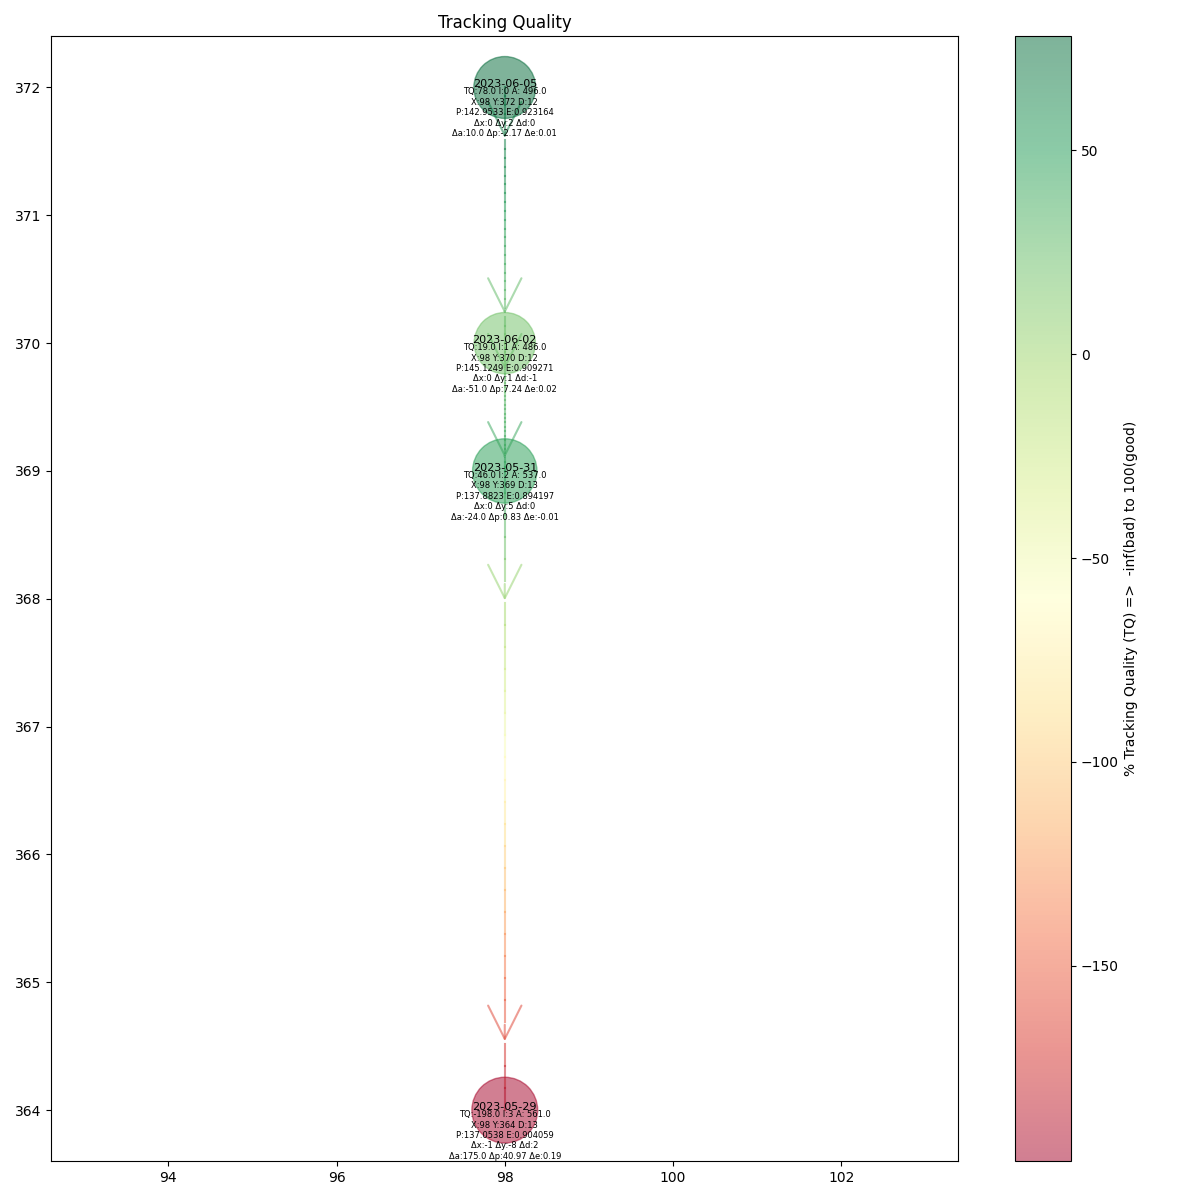 Tracking Quality
372
371
370
369
368
367
366
365
364
94
96
98
100
102
2023-06-05
TQ:78.0 I:0 A: 496.0
X:98 Y:372 D:12
P:142.9533 E:0.923164
Δx:0 Δy:2 Δd:0
Δa:10.0 Δp:-2.17 Δe:0.01
2023-06-02
TQ:19.0 I:1 A: 486.0
X:98 Y:370 D:12
P:145.1249 E:0.909271
Δx:0 Δy:1 Δd:-1
Δa:-51.0 Δp:7.24 Δe:0.02
2023-05-31
TQ:46.0 I:2 A: 537.0
X:98 Y:369 D:13
P:137.8823 E:0.894197
Δx:0 Δy:5 Δd:0
Δa:-24.0 Δp:0.83 Δe:-0.01
2023-05-29
TQ:-198.0 I:3 A: 561.0
X:98 Y:364 D:13
P:137.0538 E:0.904059
Δx:-1 Δy:-8 Δd:2
Δa:175.0 Δp:40.97 Δe:0.19
50
0
−50
−100
−150
% Tracking Quality (TQ) =>  -inf(bad) to 100(good)